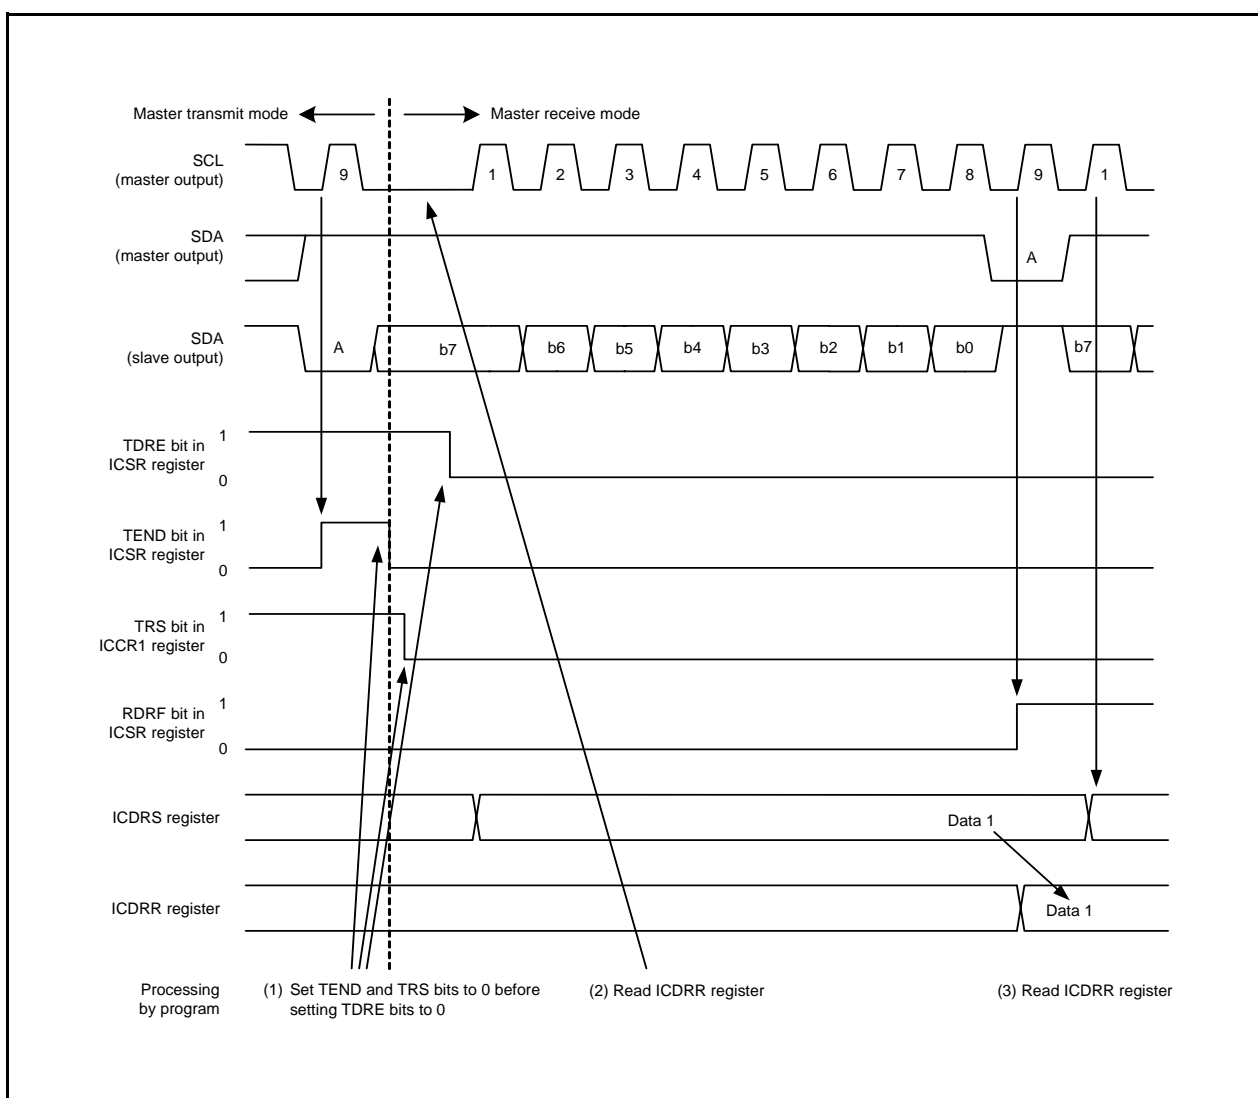 Master transmit mode
Master receive mode
SCL
(master output)
9 1 2 3 4 5 6 7 8 9 1
SDA
(master output)
A
SDA
(slave output)
A b7 b6 b5 b4 b3 b2 b1 b0 b7
TDRE bit in
ICSR register
1
0
TEND bit in
ICSR register
1
0
TRS bit in
ICCR1 register
1
0
RDRF bit in
ICSR register
1
0
ICDRS register
Data 1
ICDRR register
Data 1
Processing
by program
(1) Set TEND and TRS bits to 0 before
setting TDRE bits to 0
(2) Read ICDRR register
(3) Read ICDRR register